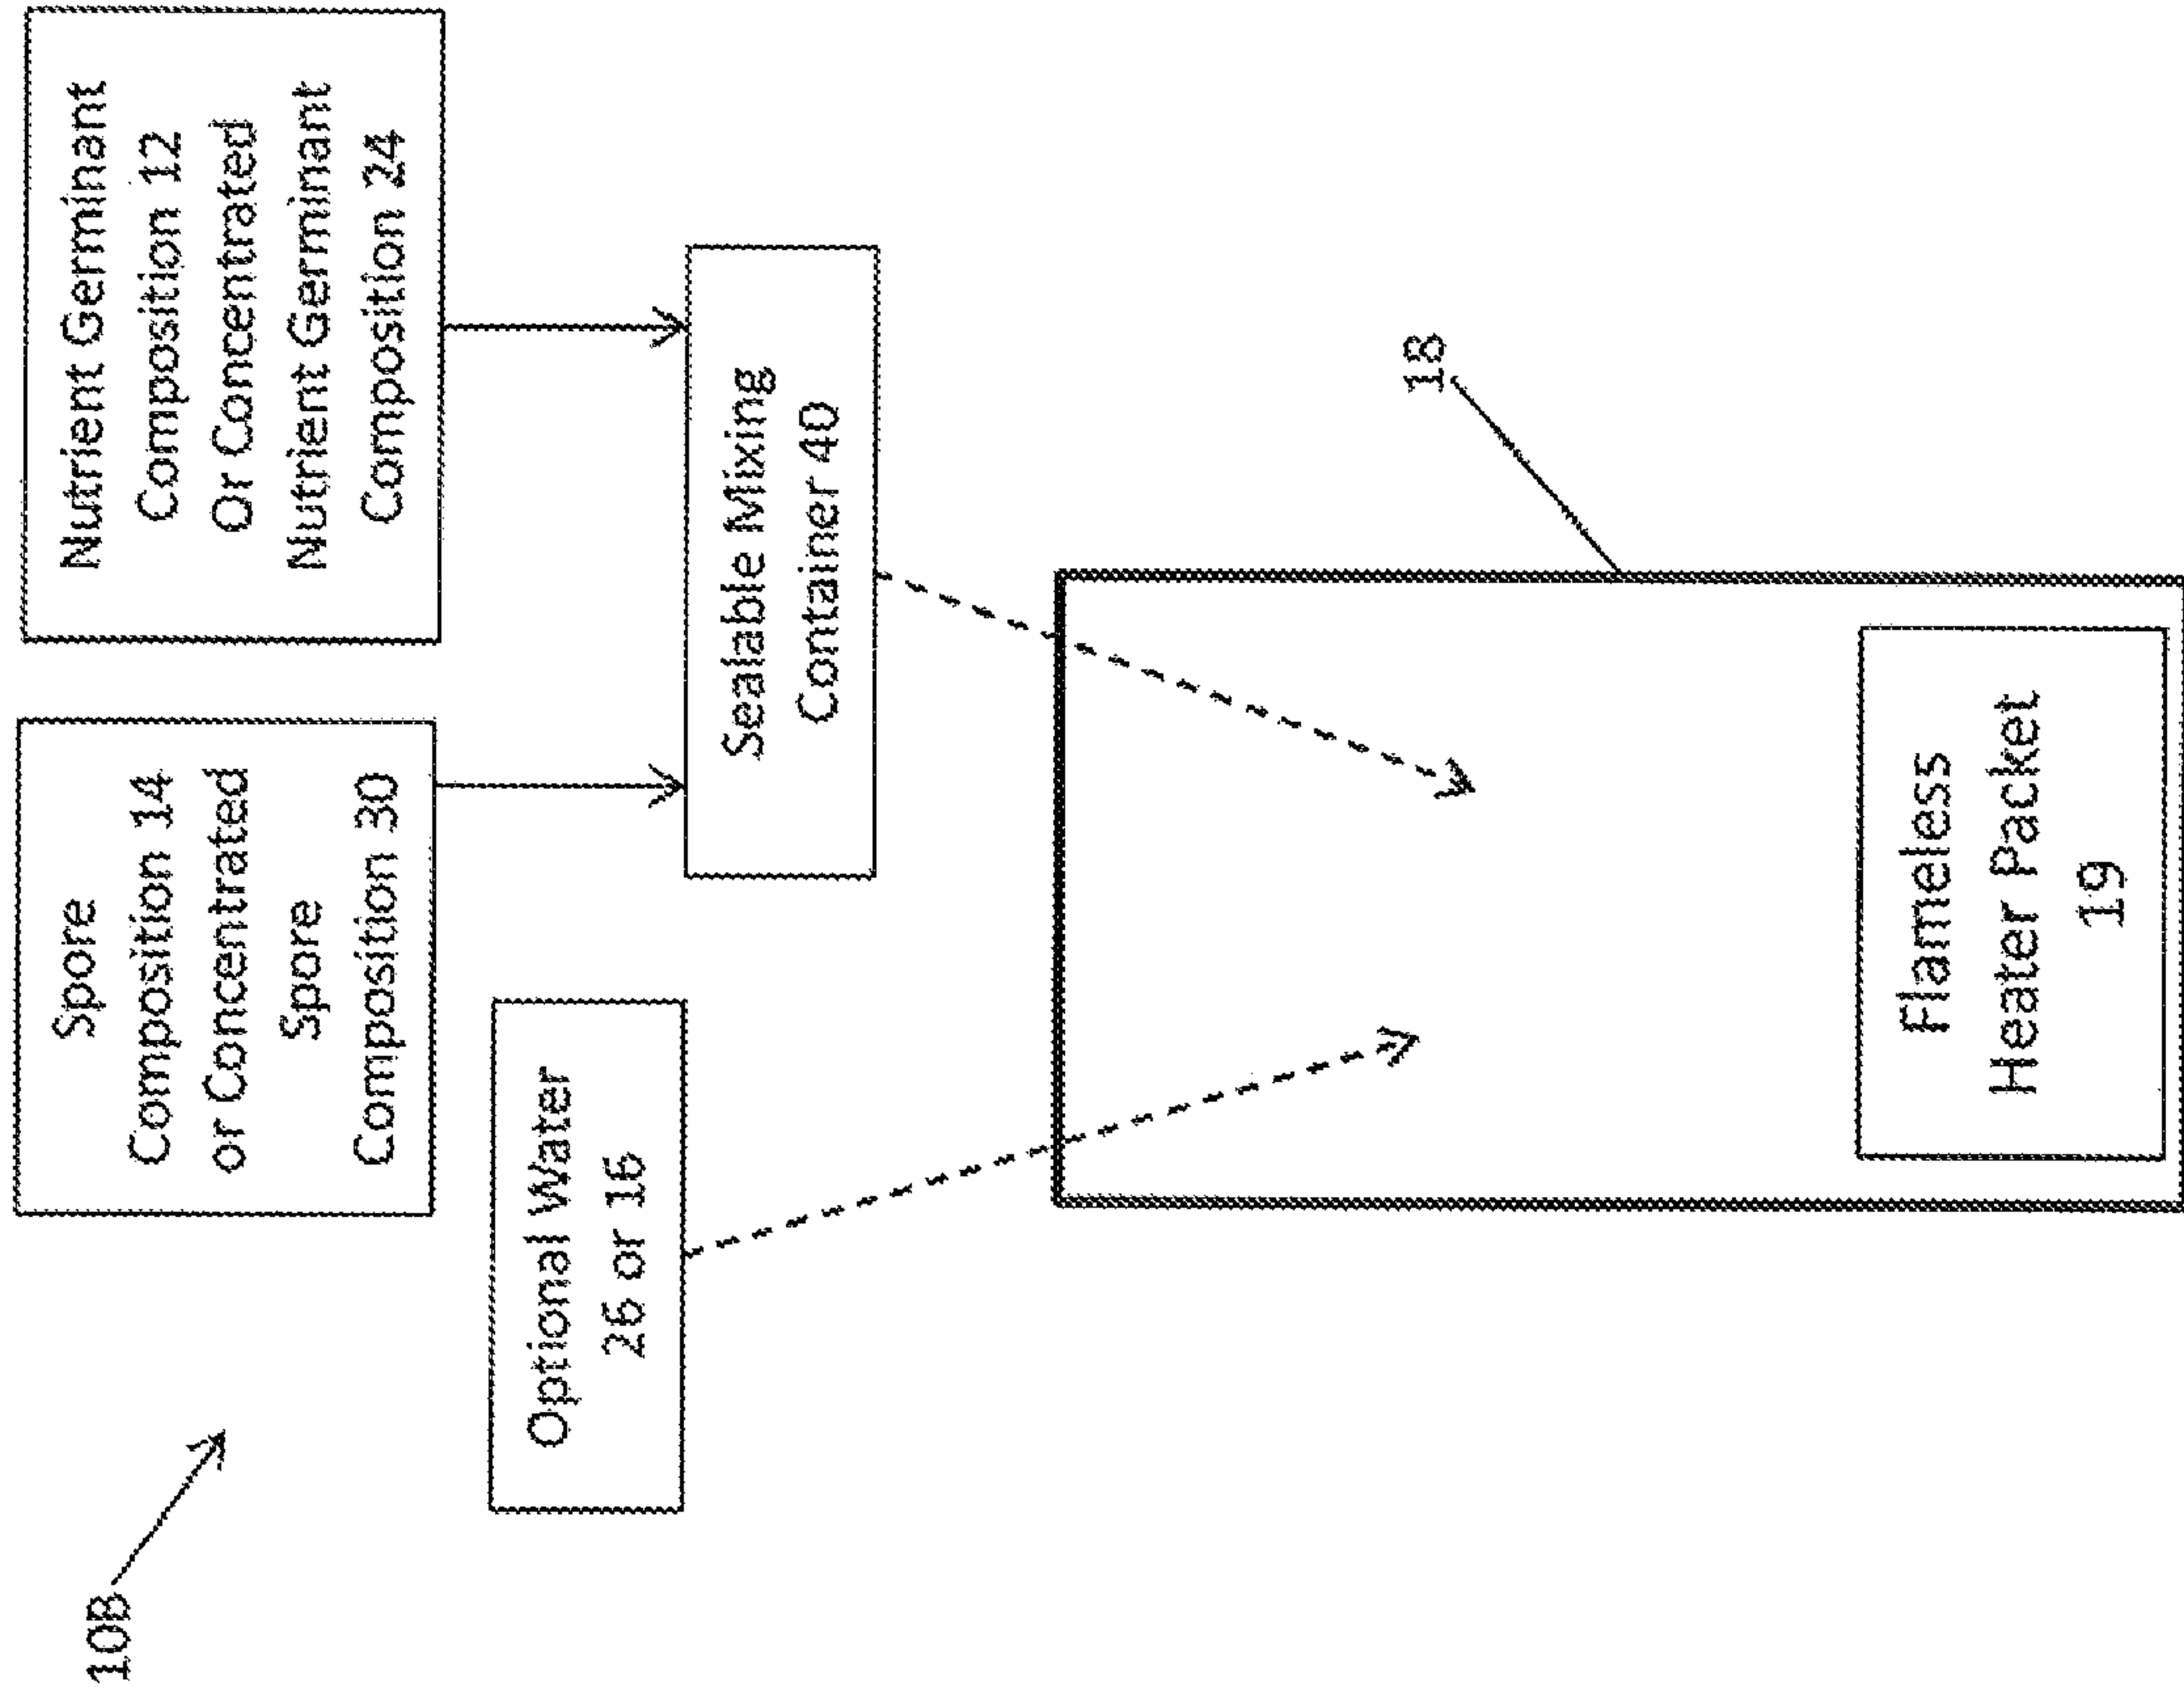 10B
Spore
Composition 14
or Concentrated
Spore
Composition 30
Nutrient Germinant
Composition 12
Or Concentrated
Nutrient Germinant
Composition 24
Optional Water
26 or 16
Sealable Mixing
Container 40
18
Flameless
Heater Packet
19